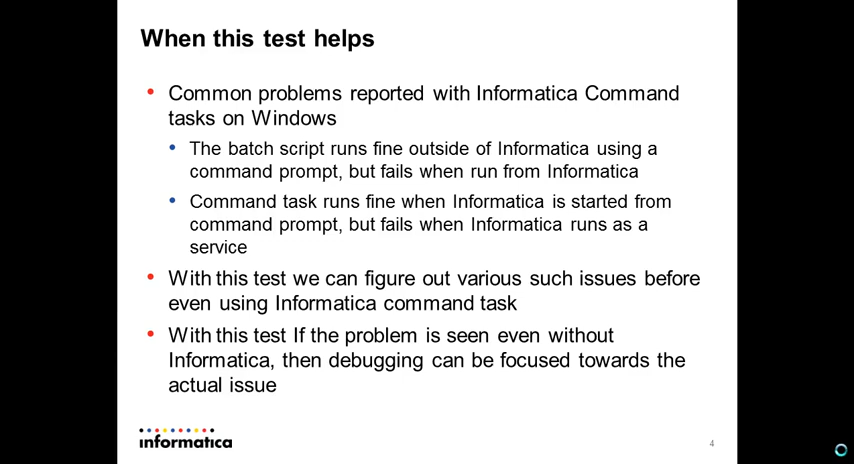 When this test helps
• Common problems reported with Informatica Command
tasks on Windows
• The batch script runs fine outside of Informatica using a
command prompt, but fails when run from Informatica
• Command task runs fine when Informatica is started from
command prompt, but fails when Informatica runs as a
service
• With this test we can figure out various such issues before
even using Informatica command task
• With this test If the problem is seen even without
Informatica, then debugging can be focused towards the
actual issue
informatica
4